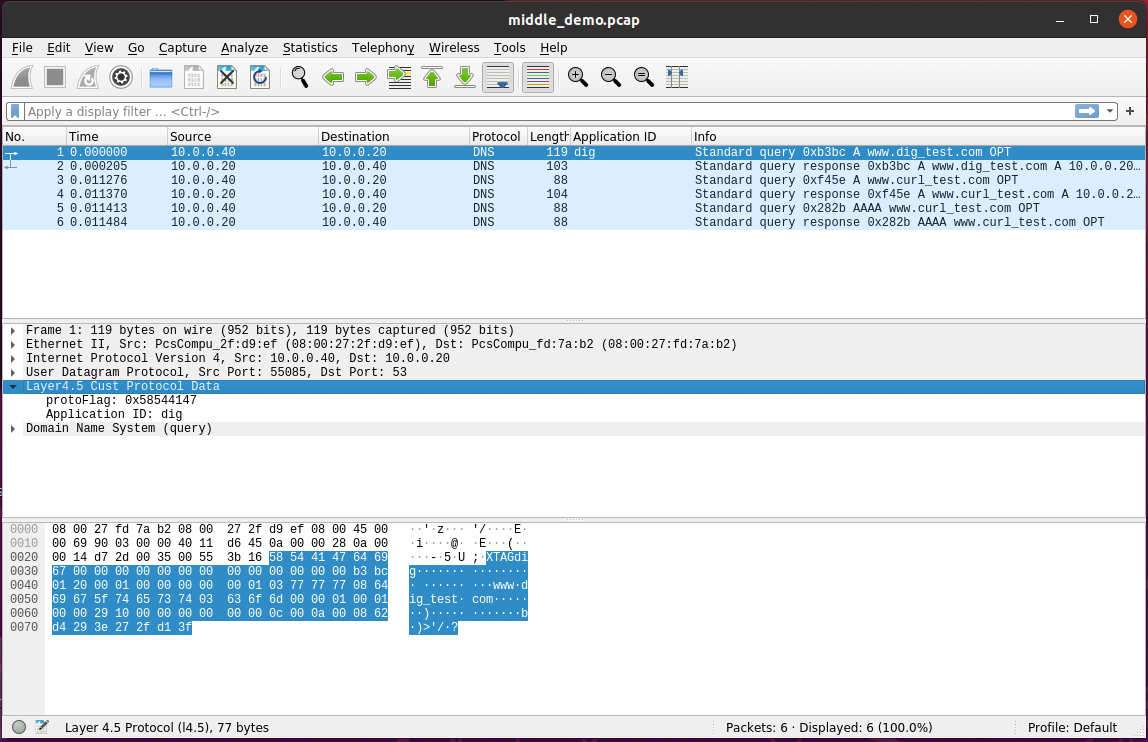 middle_demo.pcap
File Edit View Go Capture Analyze Statistics Telephony Wireless Tools Help
Apply a display filter … <Ctrl-/>
No. Time Source Destination Protocol Length Application ID Info
1 0.000000 10.0.0.40 10.0.0.20 DNS 119 dig Standard query 0xb3bc A www.dig_test.com OPT
2 0.000205 10.0.0.20 10.0.0.40 DNS 103 Standard query response 0xb3bc A www.dig_test.com A 10.0.0.20…
3 0.011276 10.0.0.40 10.0.0.20 DNS 88 Standard query 0xf45e A www.curl_test.com OPT
4 0.011370 10.0.0.20 10.0.0.40 DNS 104 Standard query response 0xf45e A www.curl_test.com A 10.0.0.2…
5 0.011413 10.0.0.40 10.0.0.20 DNS 88 Standard query 0x282b AAAA www.curl_test.com OPT
6 0.011484 10.0.0.20 10.0.0.40 DNS 88 Standard query response 0x282b AAAA www.curl_test.com OPT
Frame 1: 119 bytes on wire (952 bits), 119 bytes captured (952 bits)
Ethernet II, Src: PcsCompu_2f:d9:ef (08:00:27:2f:d9:ef), Dst: PcsCompu_fd:7a:b2 (08:00:27:fd:7a:b2)
Internet Protocol Version 4, Src: 10.0.0.40, Dst: 10.0.0.20
User Datagram Protocol, Src Port: 55085, Dst Port: 53
Layer4.5 Cust Protocol Data
protoFlag: 0x58544147
Application ID: dig
Domain Name System (query)
0000 08 00 27 fd 7a b2 08 00 27 2f d9 ef 08 00 45 00 ··'·z··· '/····E·
0010 00 69 90 03 00 00 40 11 d6 45 0a 00 00 28 0a 00 ·i····@· ·E···(··
0020 00 14 d7 2d 00 35 00 55 3b 16 58 54 41 47 64 69 ···-·5·U ;·XTAGdi
0030 67 00 00 00 00 00 00 00 00 00 00 00 00 00 b3 bc g······· ········
0040 01 20 00 01 00 00 00 00 00 01 03 77 77 77 08 64 · ······ ···www·d
0050 69 67 5f 74 65 73 74 03 63 6f 6d 00 00 01 00 01 ig_test· com·····
0060 00 00 29 10 00 00 00 00 00 0c 00 0a 00 08 62 ··)····· ·······b
0070 d4 29 3e 27 2f d1 3f ·)>'/·?
Layer 4.5 Protocol (l4.5), 77 bytes
Packets: 6 · Displayed: 6 (100.0%)
Profile: Default